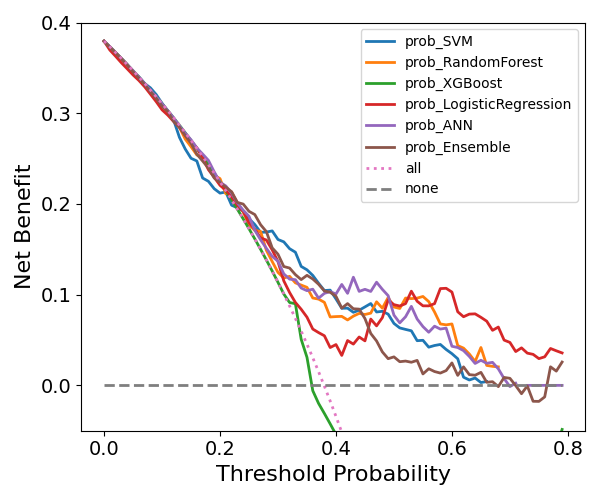 0.4
0.3
0.2
0.1
0.0
Net Benefit
prob_SVM
prob_RandomForest
prob_XGBoost
prob_LogisticRegression
prob_ANN
prob_Ensemble
all
none
0.0 0.2 0.4 0.6 0.8
Threshold Probability